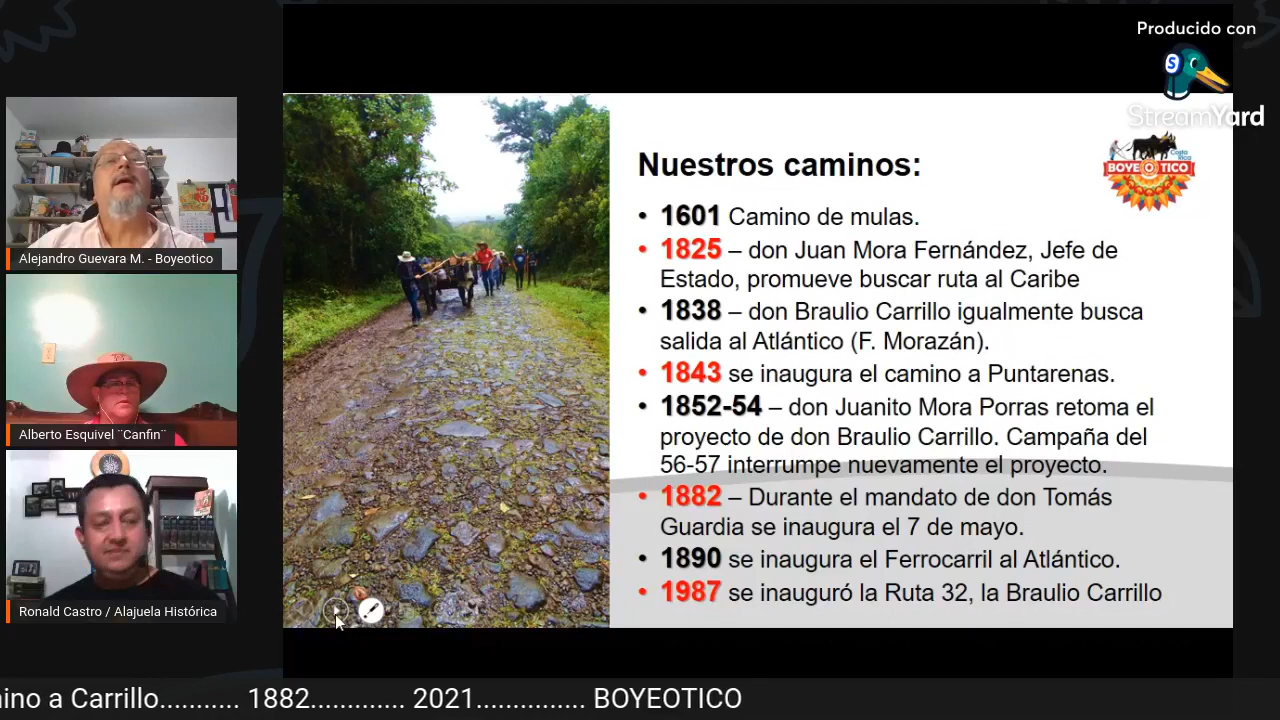 Producido con
StreamYard
Alejandro Guevara M. - Boyeotico
Alberto Esquivel ¨Canfin¨
Ronald Castro / Alajuela Histórica
Costa
Rica
BOYEOTICO
Nuestros caminos:
• 1601 Camino de mulas.
• 1825 – don Juan Mora Fernández, Jefe de
Estado, promueve buscar ruta al Caribe
• 1838 – don Braulio Carrillo igualmente busca
salida al Atlántico (F. Morazán).
• 1843 se inaugura el camino a Puntarenas.
• 1852-54 – don Juanito Mora Porras retoma el
proyecto de don Braulio Carrillo. Campaña del
56-57 interrumpe nuevamente el proyecto.
• 1882 – Durante el mandato de don Tomás
Guardia se inaugura el 7 de mayo.
• 1890 se inaugura el Ferrocarril al Atlántico.
• 1987 se inauguró la Ruta 32, la Braulio Carrillo
a Carrillo........... 1882............. 2021............... BOYEOTICO